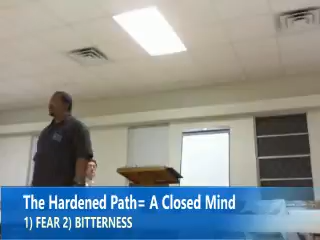 The Hardened Path= A Closed Mind
1) FEAR 2) BITTERNESS